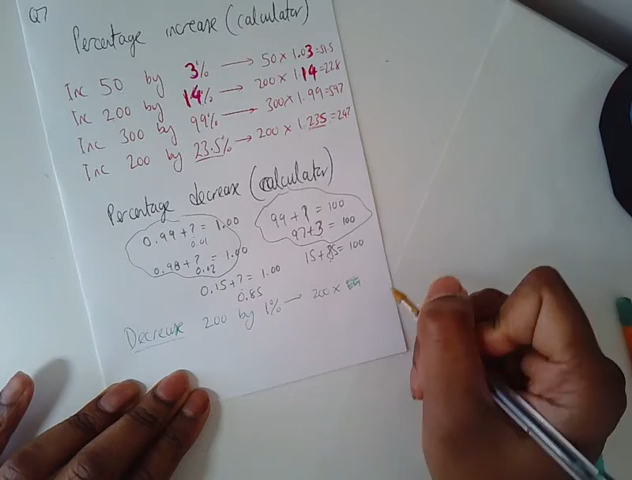 Q7
Percentage increase (calculator)
Inc 50 by 3% → 50 × 1.03 = 51.5
Inc 200 by 14% → 200 × 1.14 = 228
Inc 300 by 99% → 300 × 1.99 = 597
Inc 200 by 23.5% → 200 × 1.235 = 247
Percentage decrease (calculator)
0.99 + ? = 1.00
0.01
0.98 + ? = 1.00
0.02
99 + ? = 100
97 + 3 = 100
15 + 85 = 100
0.15 + ? = 1.00
0.85
Decrease 200 by 1% → 200 ×